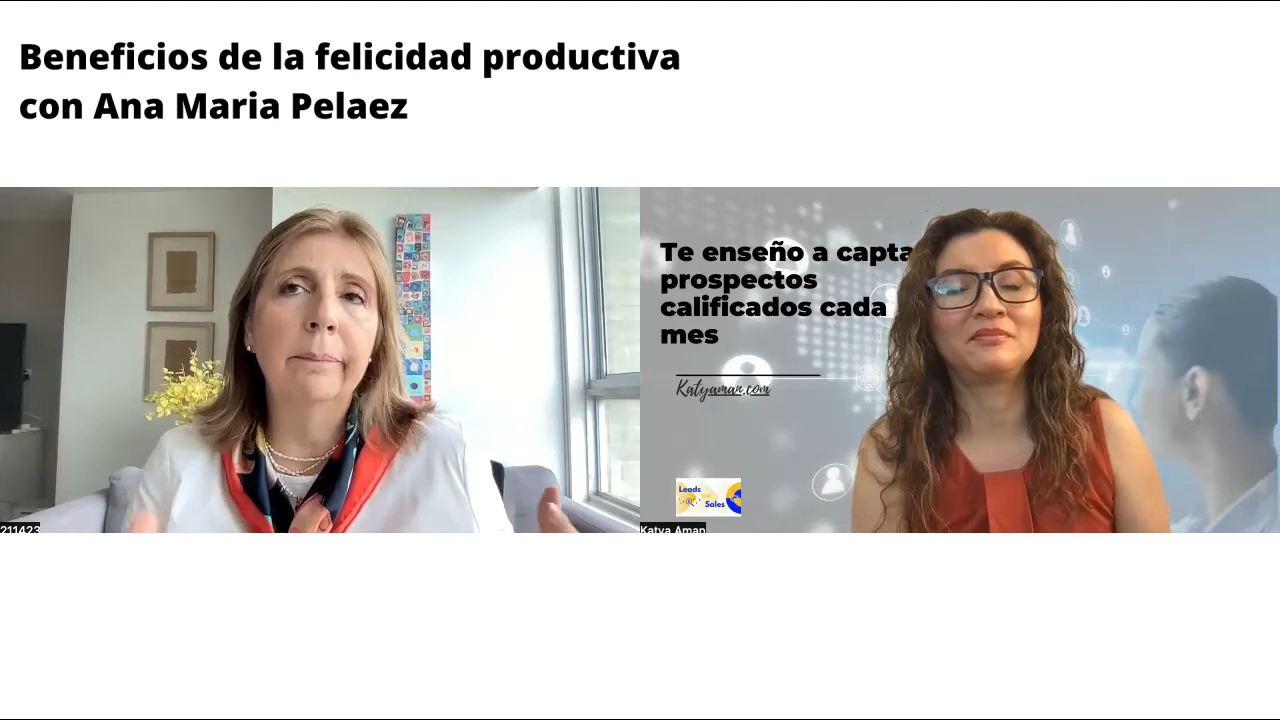 Beneficios de la felicidad productiva
con Ana Maria Pelaez
Te enseño a capta
prospectos
calificados cada
mes
Katyaman.com
Leads
Sales
211423
Katya Aman